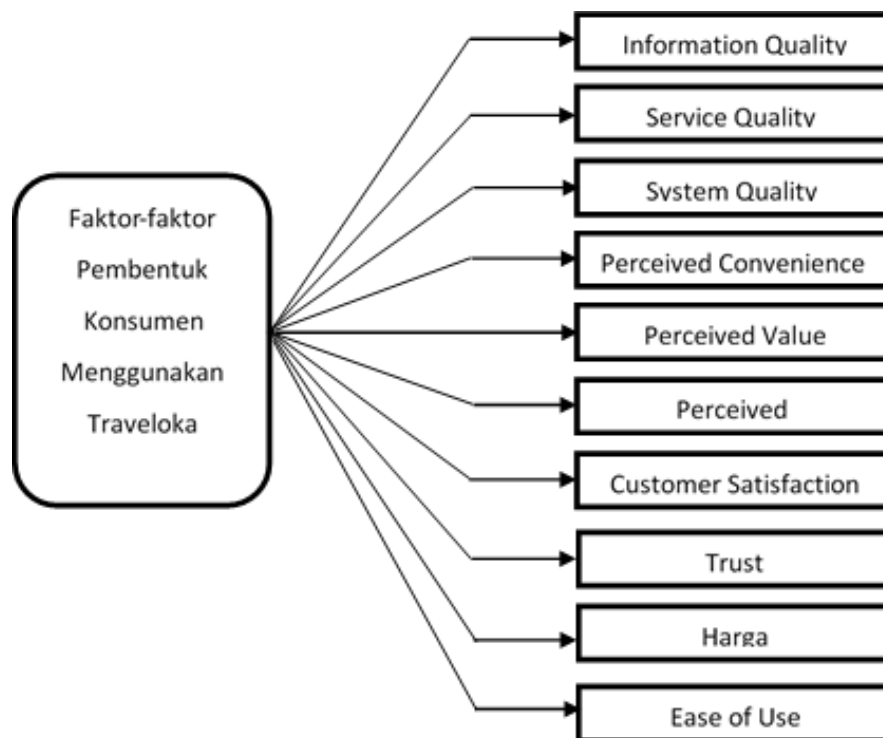 Faktor-faktor
Pembentuk
Konsumen
Menggunakan
Traveloka
Information Quality
Service Quality
System Quality
Perceived Convenience
Perceived Value
Perceived
Customer Satisfaction
Trust
Harga
Ease of Use